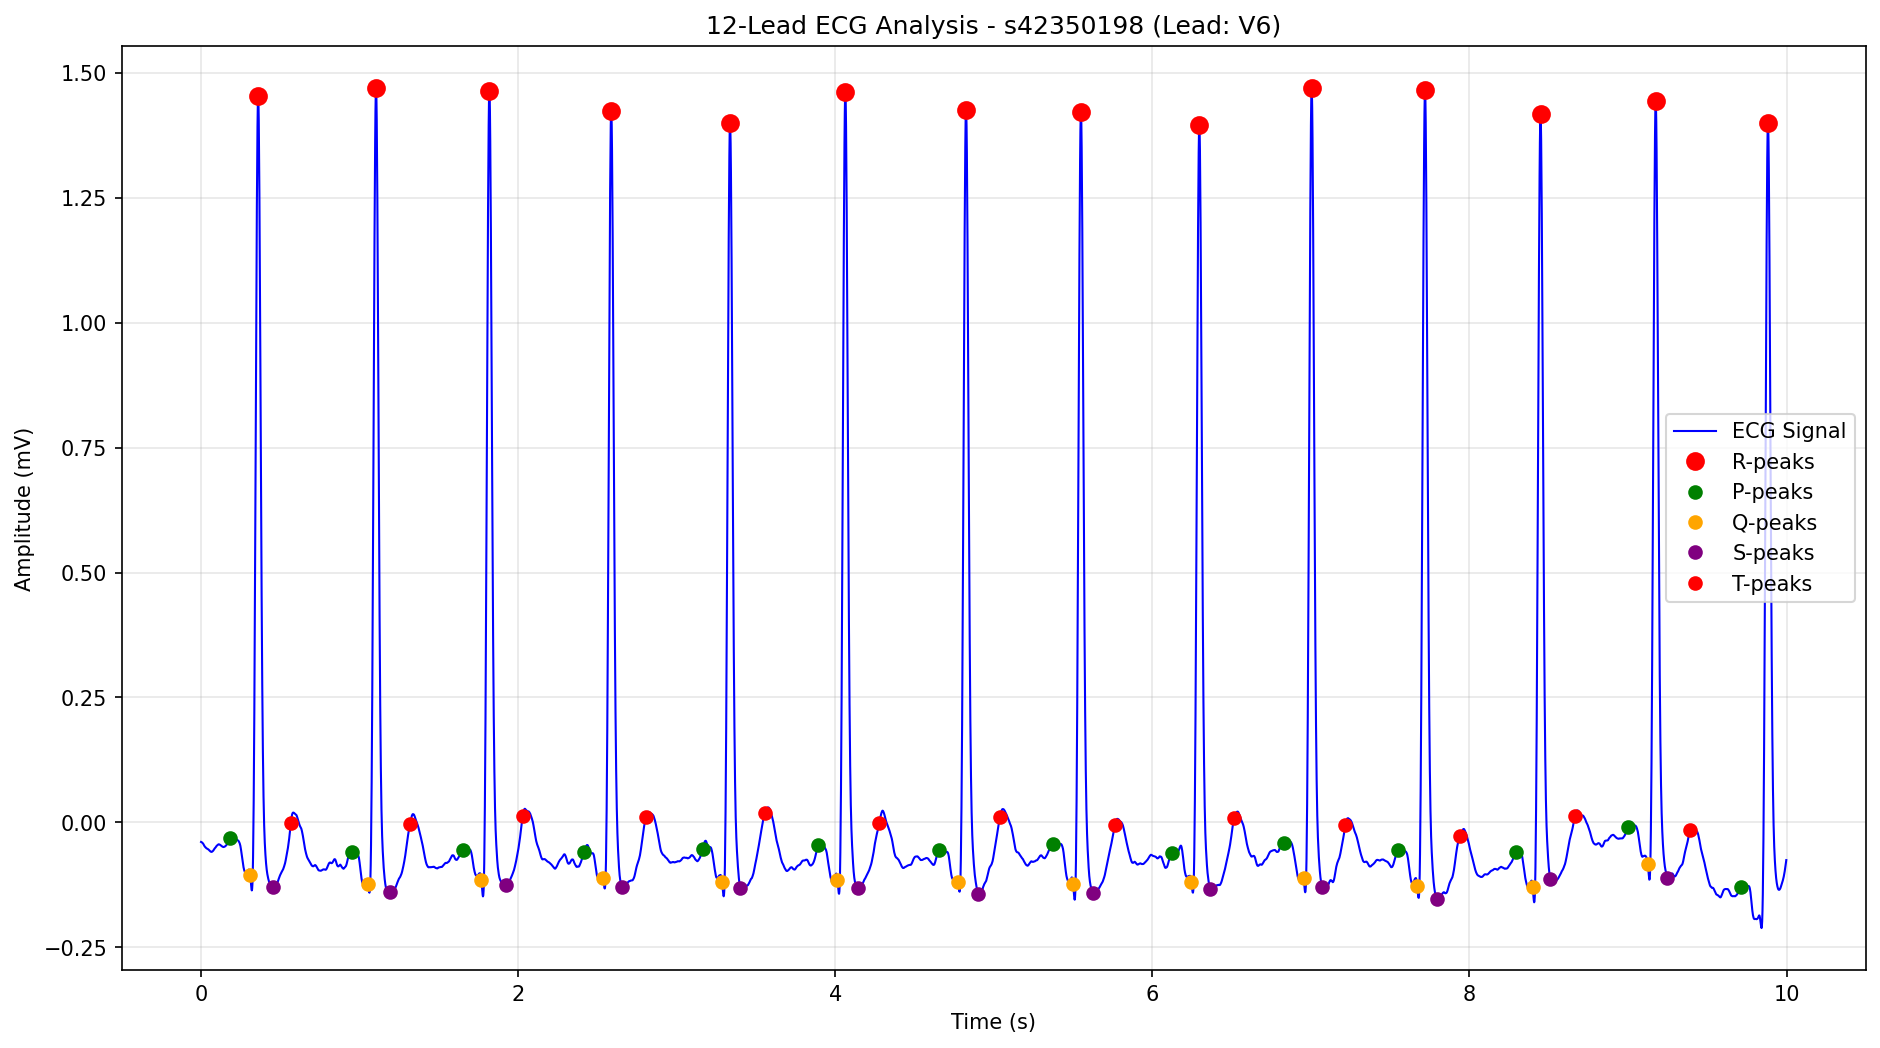 12-Lead ECG Analysis - s42350198 (Lead: V6)
Amplitude (mV)
1.50
1.25
1.00
0.75
0.50
0.25
0.00
−0.25
ECG Signal
R-peaks
P-peaks
Q-peaks
S-peaks
T-peaks
0 2 4 6 8 10
Time (s)